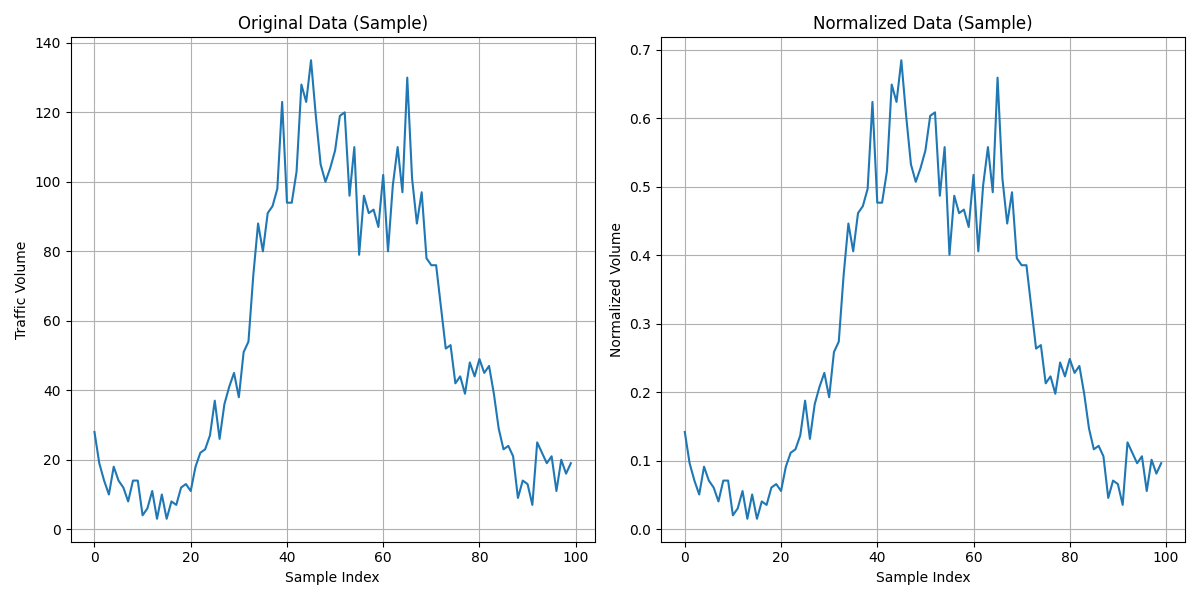 Original Data (Sample)
140
120
100
80
60
40
20
0
Traffic Volume
0 20 40 60 80 100
Sample Index
Normalized Data (Sample)
0.7
0.6
0.5
0.4
0.3
0.2
0.1
0.0
Normalized Volume
0 20 40 60 80 100
Sample Index